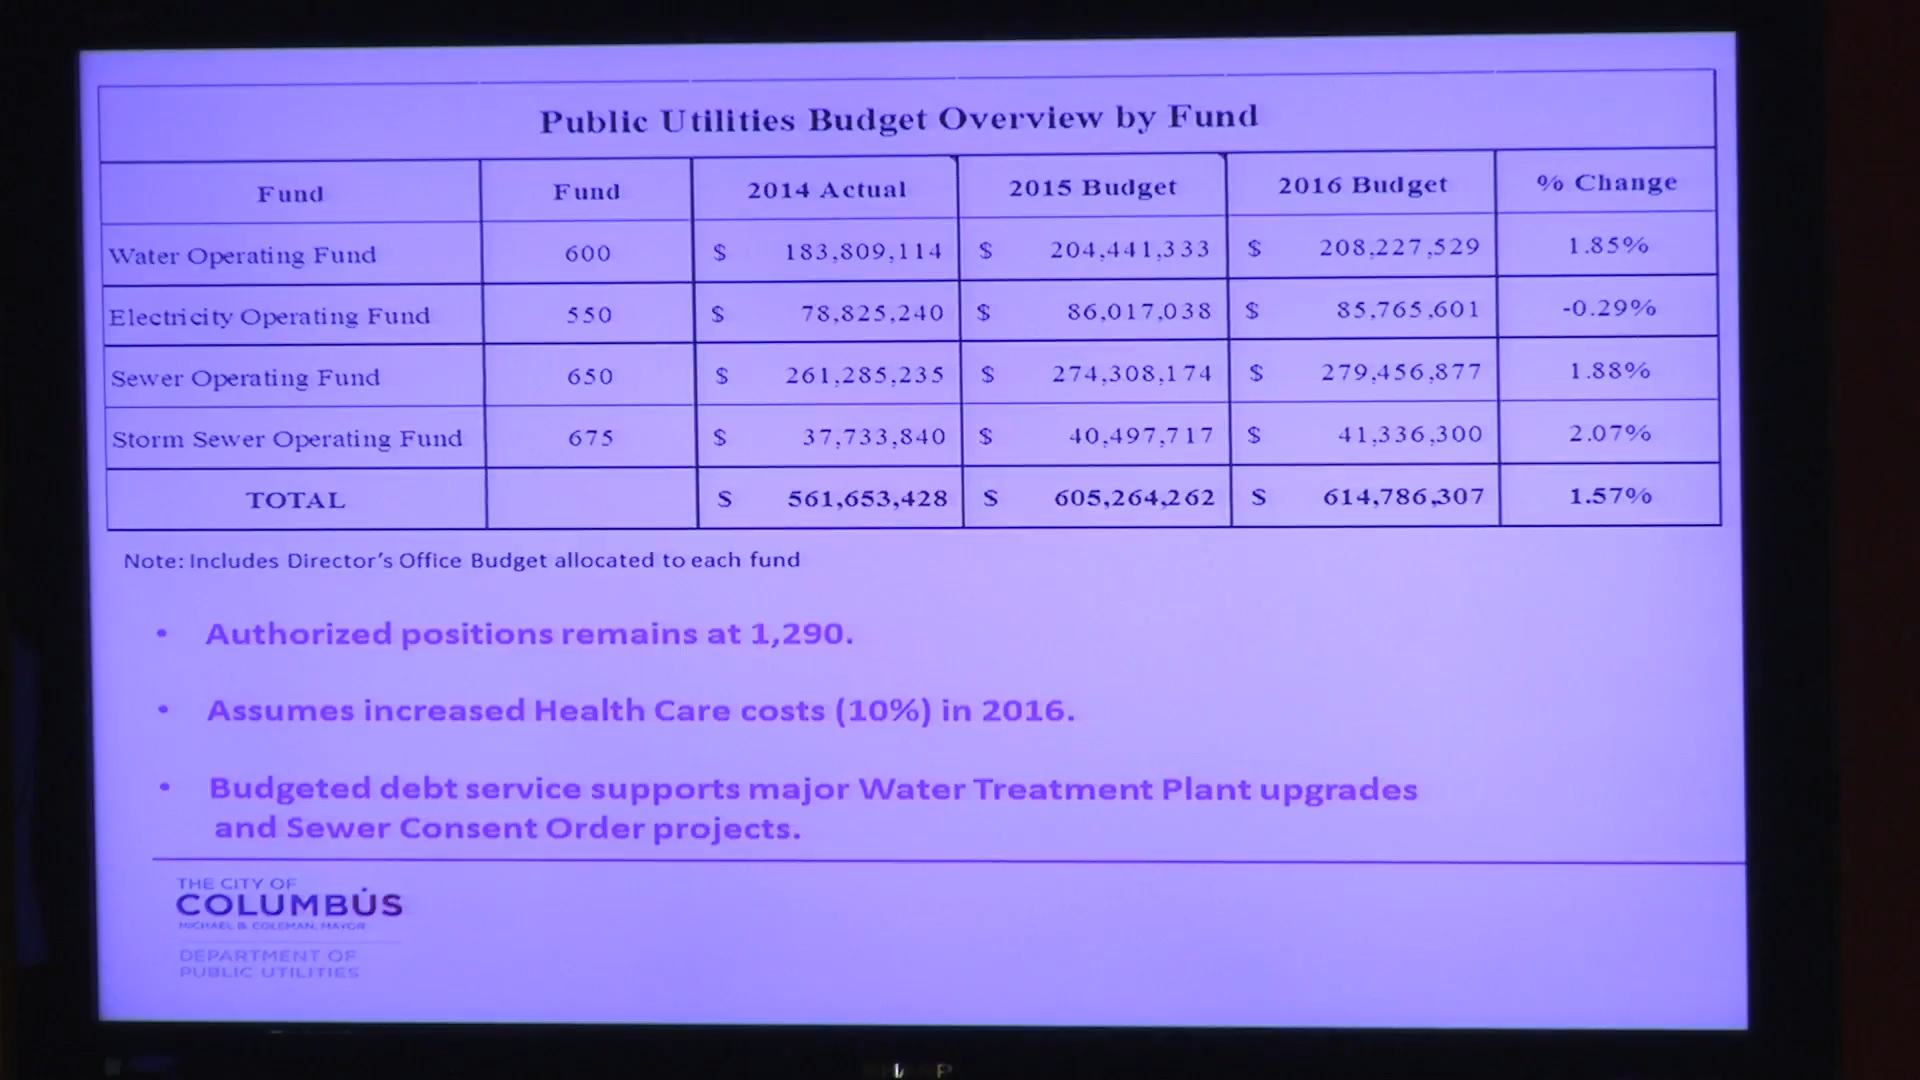 Public Utilities Budget Overview by Fund
Fund Fund 2014 Actual 2015 Budget 2016 Budget % Change
Water Operating Fund 600 $ 183,809,114 $ 204,441,333 $ 208,227,529 1.85%
Electricity Operating Fund 550 $ 78,825,240 $ 86,017,038 $ 85,765,601 -0.29%
Sewer Operating Fund 650 $ 261,285,235 $ 274,308,174 $ 279,456,877 1.88%
Storm Sewer Operating Fund 675 $ 37,733,840 $ 40,497,717 $ 41,336,300 2.07%
TOTAL $ 561,653,428 $ 605,264,262 $ 614,786,307 1.57%
Note: Includes Director's Office Budget allocated to each fund
• Authorized positions remains at 1,290.
• Assumes increased Health Care costs (10%) in 2016.
• Budgeted debt service supports major Water Treatment Plant upgrades
and Sewer Consent Order projects.
THE CITY OF
COLUMBUS
MICHAEL B. COLEMAN, MAYOR
DEPARTMENT OF
PUBLIC UTILITIES